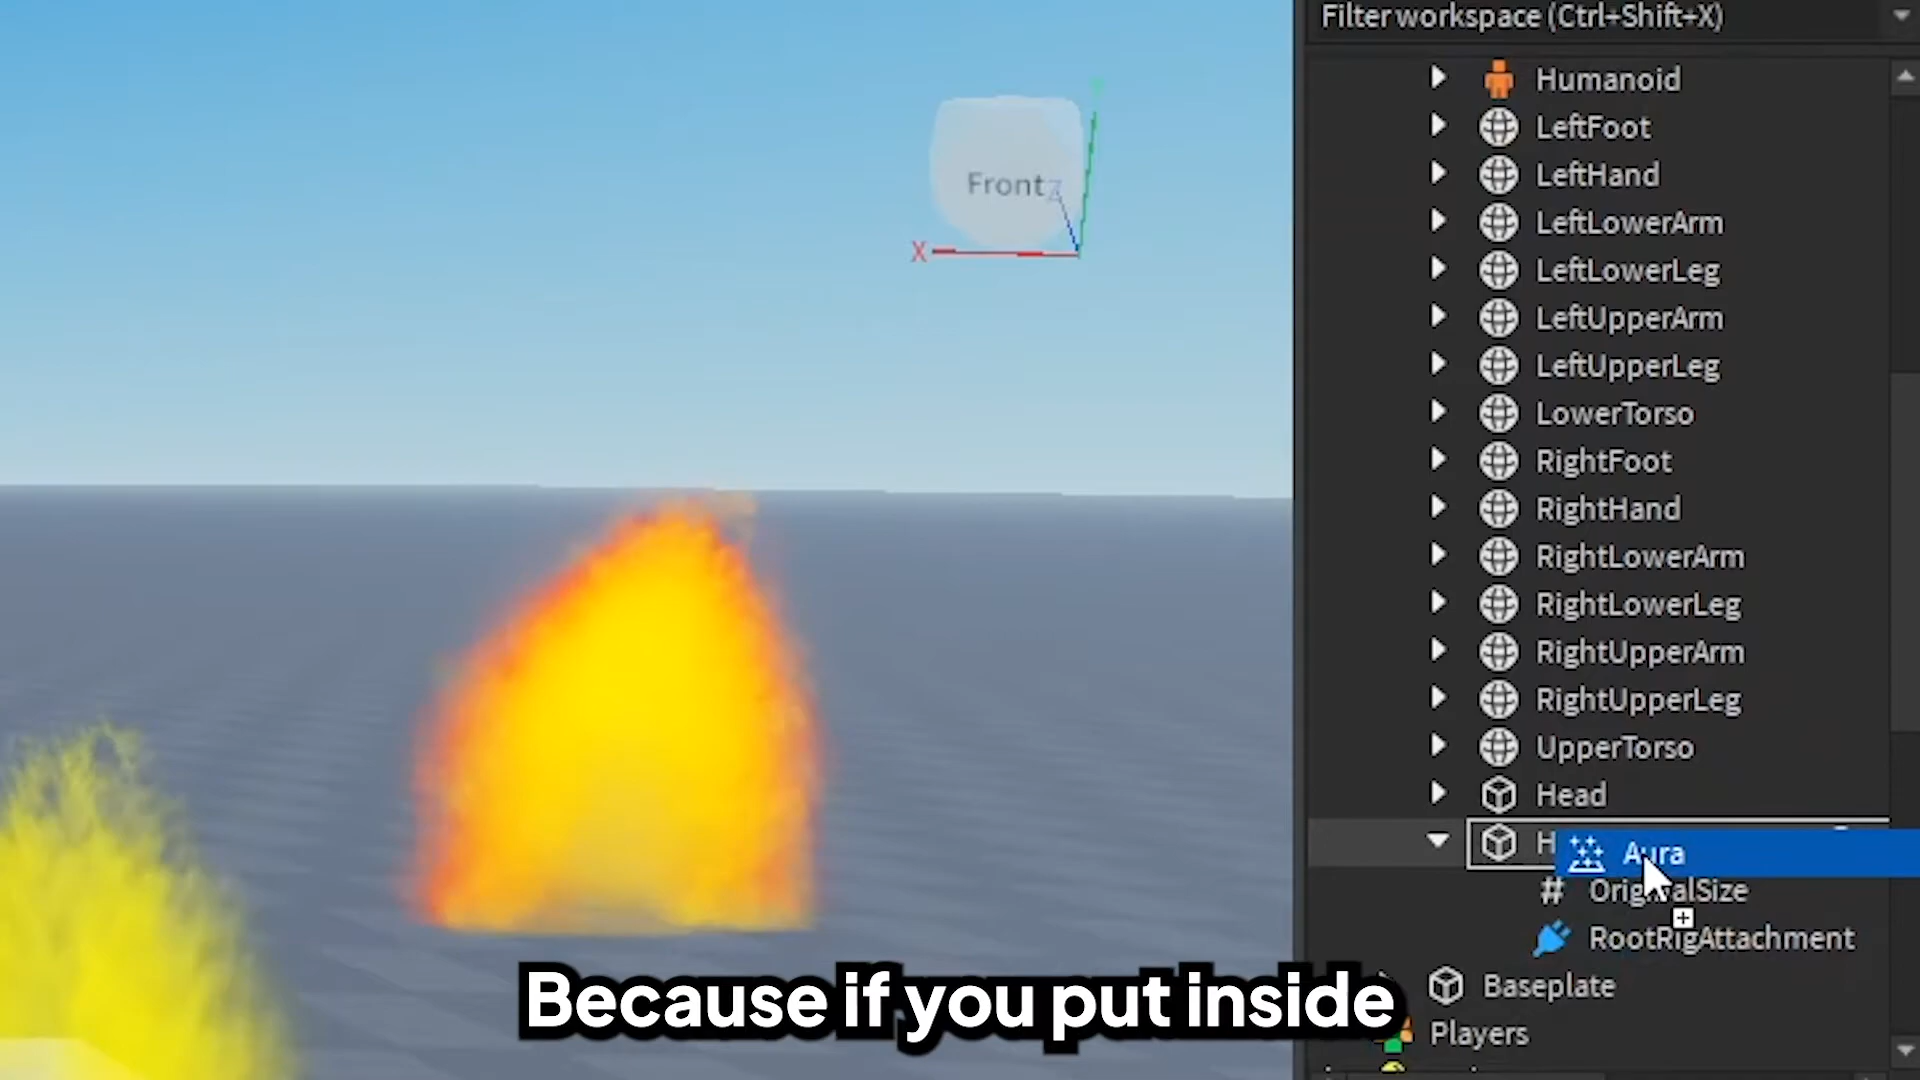 Filter workspace (Ctrl+Shift+X)
Humanoid
LeftFoot
LeftHand
LeftLowerArm
LeftLowerLeg
LeftUpperArm
LeftUpperLeg
LowerTorso
RightFoot
RightHand
RightLowerArm
RightLowerLeg
RightUpperArm
RightUpperLeg
UpperTorso
Head
H
Aura
OriginalSize
RootRigAttachment
Baseplate
Players
Front
Z
X
Because if you put inside